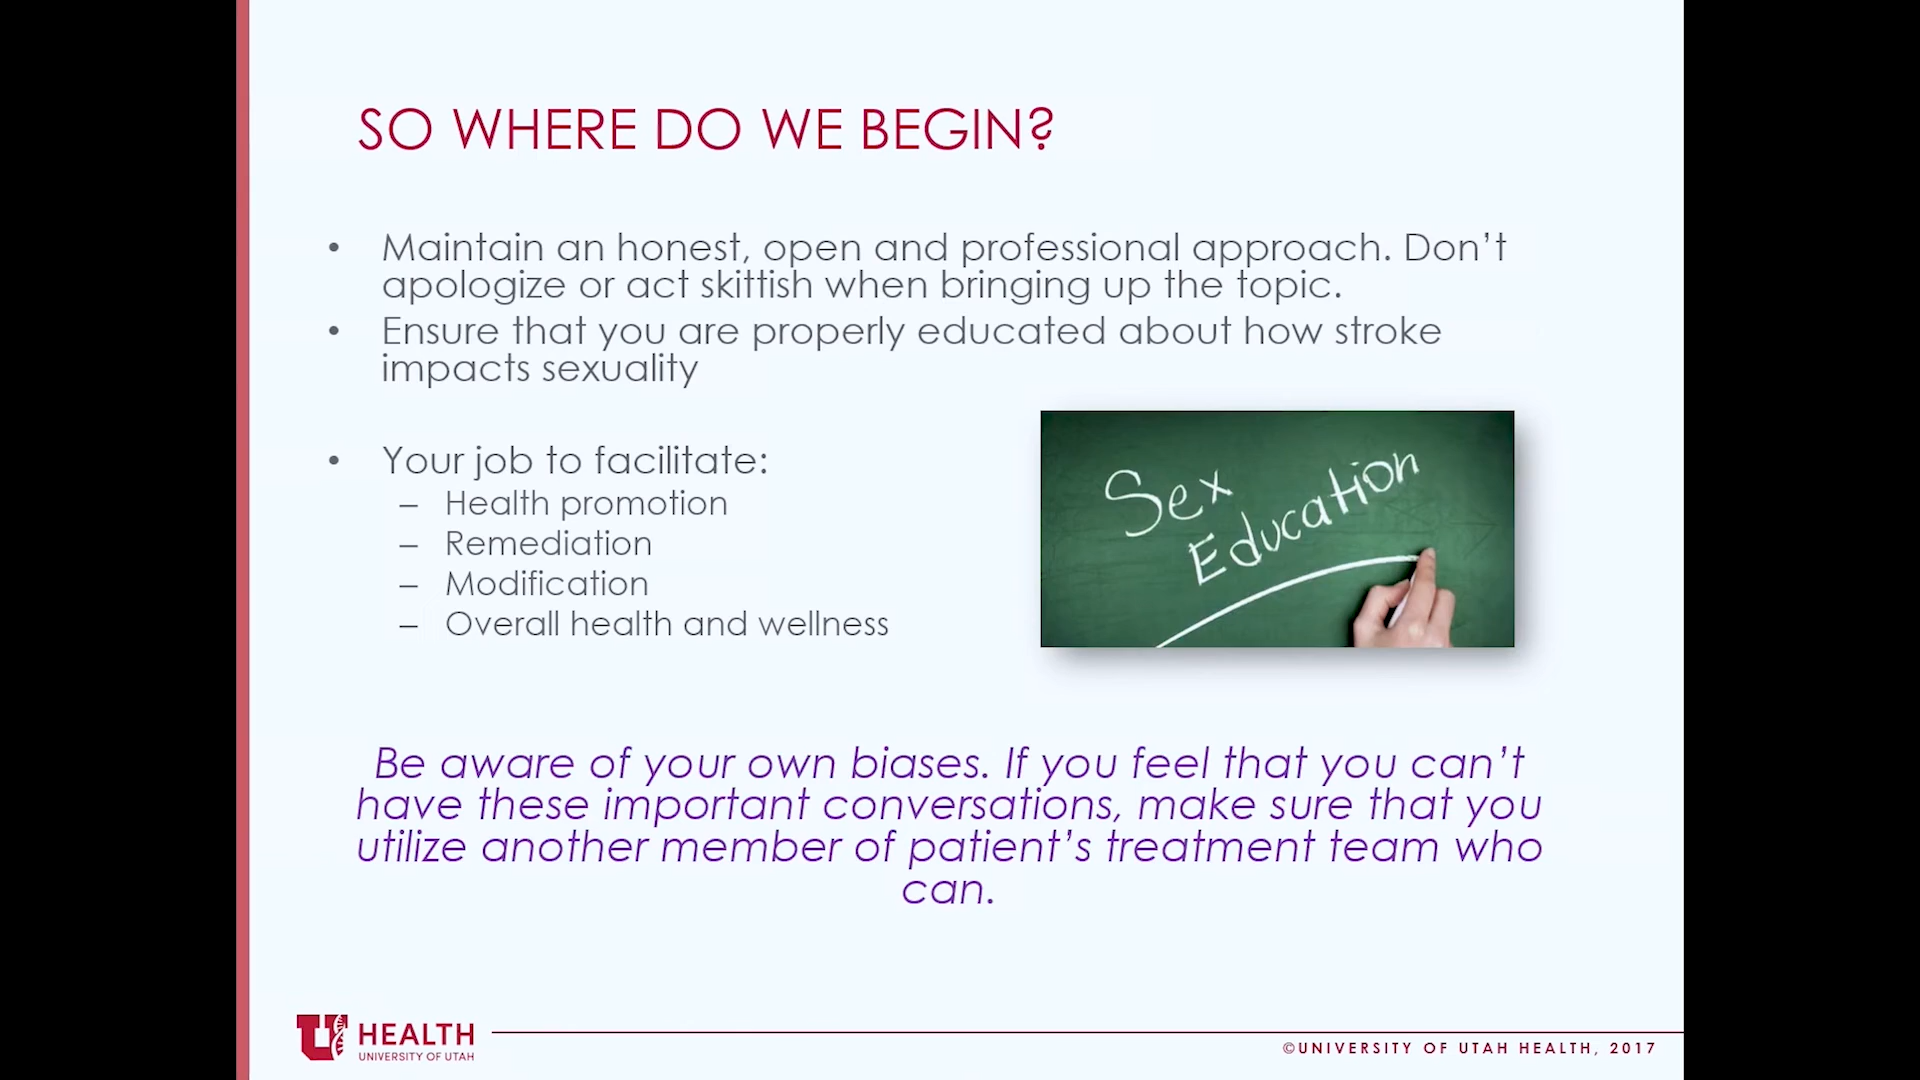 SO WHERE DO WE BEGIN?
• Maintain an honest, open and professional approach. Don’t
apologize or act skittish when bringing up the topic.
• Ensure that you are properly educated about how stroke
impacts sexuality
• Your job to facilitate:
– Health promotion
– Remediation
– Modification
– Overall health and wellness
Sex
Education
Be aware of your own biases. If you feel that you can’t
have these important conversations, make sure that you
utilize another member of patient’s treatment team who
can.
U HEALTH
UNIVERSITY OF UTAH
©UNIVERSITY OF UTAH HEALTH, 2017